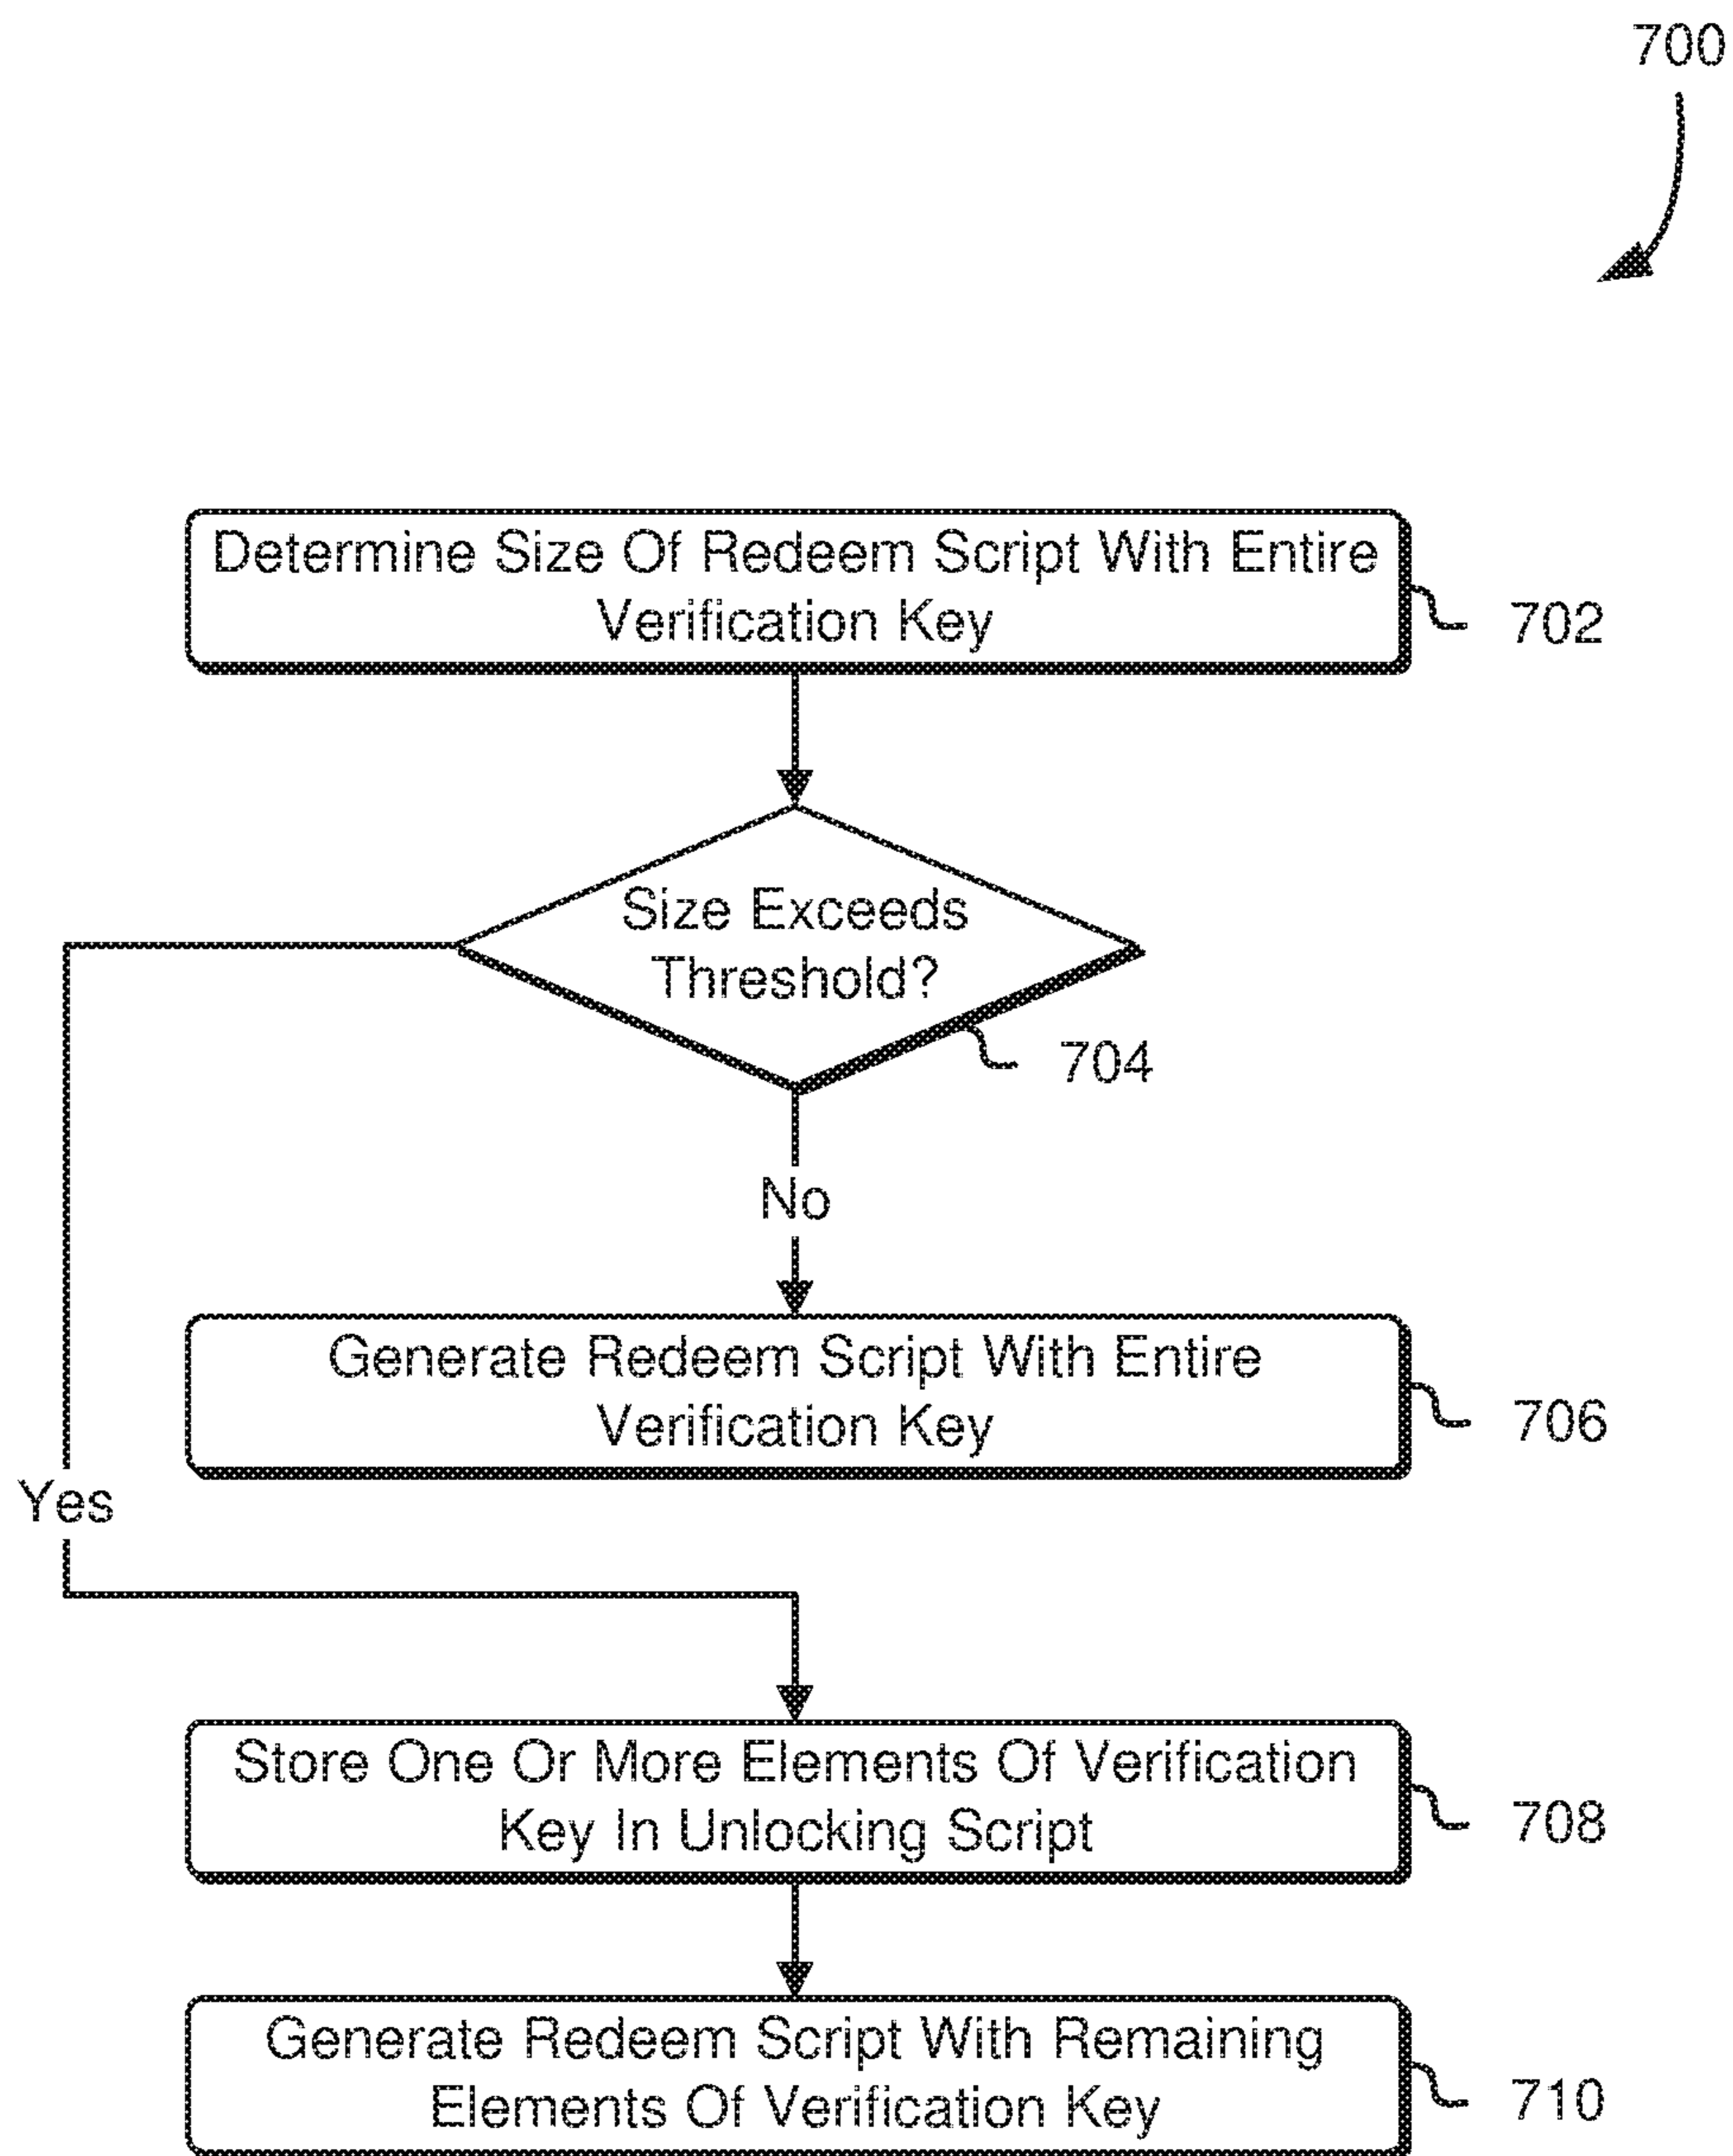 700
Determine Size Of Redeem Script With Entire
Verification Key
702
Size Exceeds
Threshold?
704
No
Generate Redeem Script With Entire
Verification Key
706
Yes
Store One Or More Elements Of Verification
Key In Unlocking Script
708
Generate Redeem Script With Remaining
Elements Of Verification Key
710